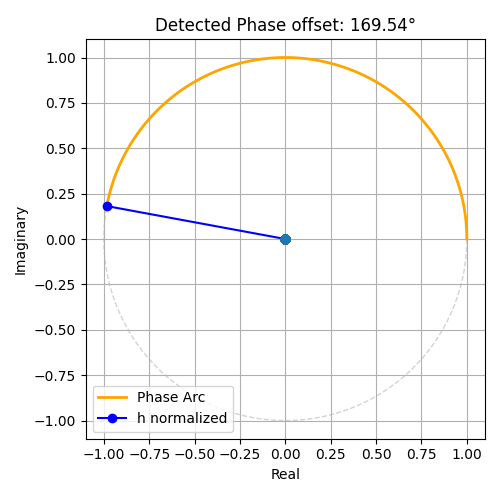 Detected Phase offset: 169.54°
1.00
0.75
0.50
0.25
0.00
−0.25
−0.50
−0.75
−1.00
Imaginary
Phase Arc
h normalized
−1.00 −0.75 −0.50 −0.25 0.00 0.25 0.50 0.75 1.00
Real